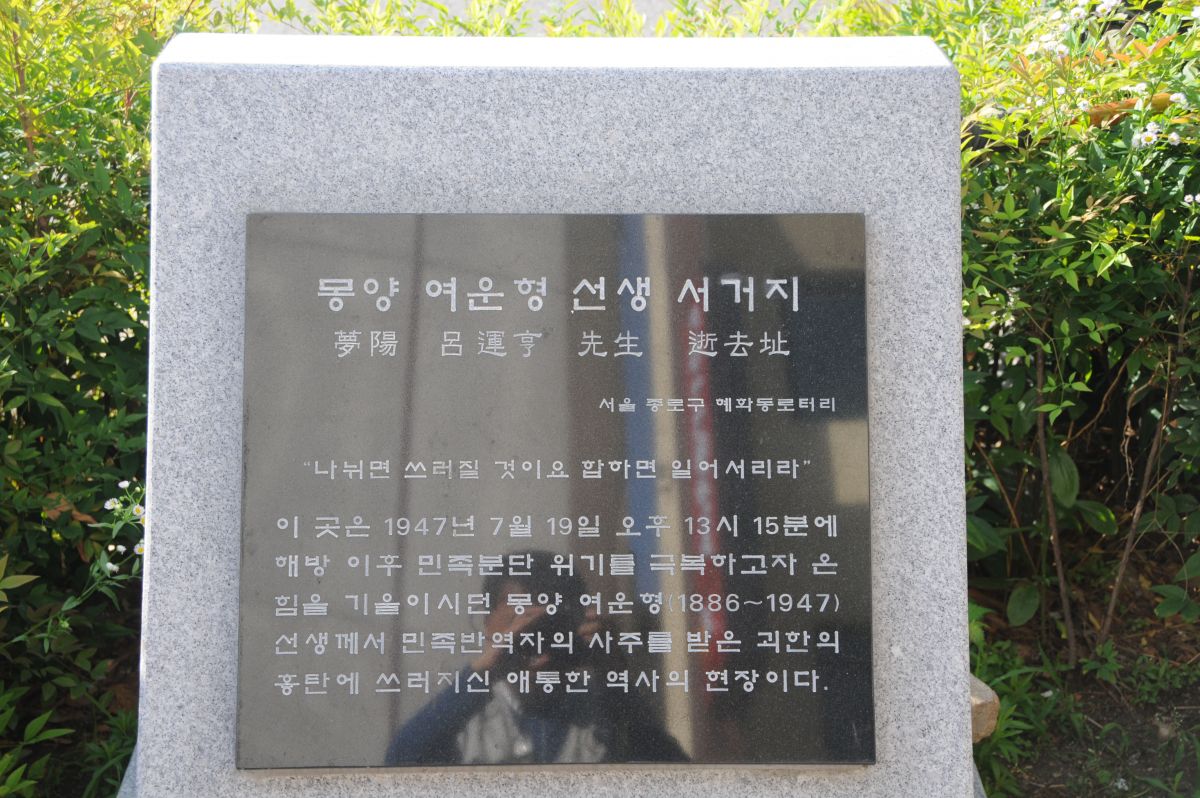 몽양 여운형 선생 서거지
夢陽 呂運亨 先生 逝去址
서울 종로구 혜화동로터리
“나뉘면 쓰러질 것이요 합하면 일어서리라”
이 곳은 1947년 7월 19일 오후 13시 15분에
해방 이후 민족분단 위기를 극복하고자 온
힘을 기울이시던 몽양 여운형(1886~1947)
선생께서 민족반역자의 사주를 받은 괴한의
흉탄에 쓰러지신 애통한 역사의 현장이다.